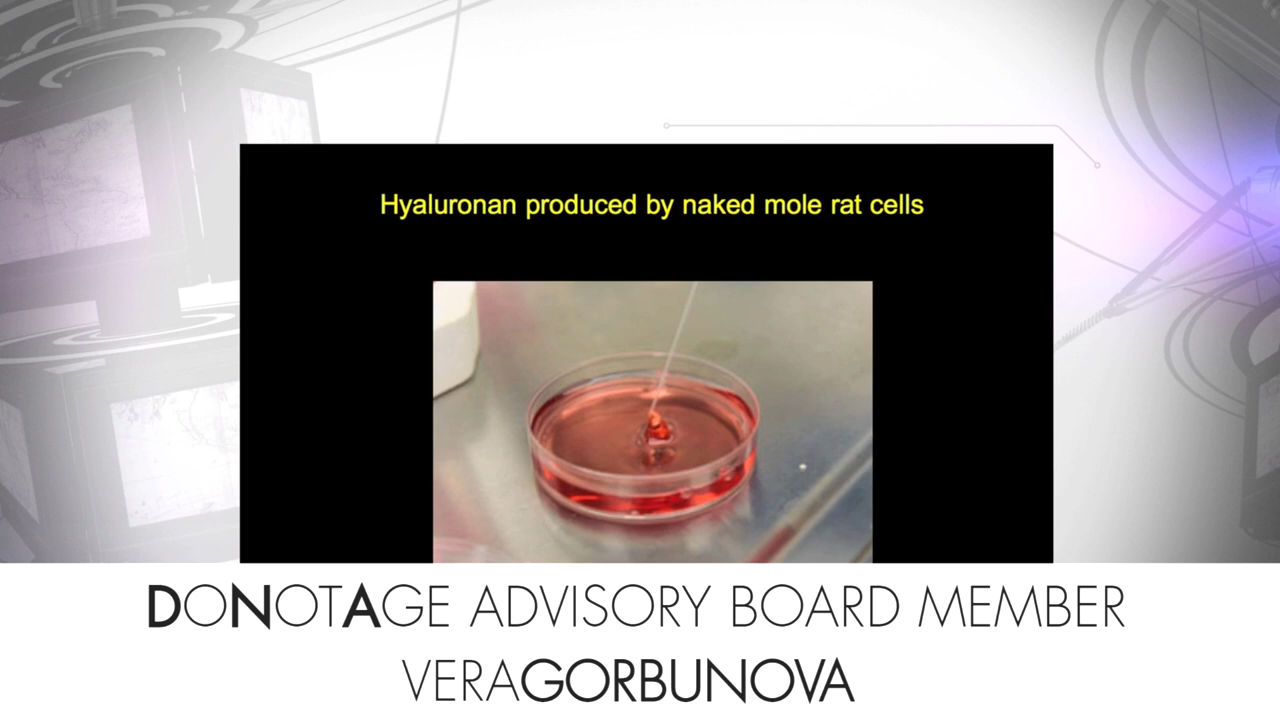 Hyaluronan produced by naked mole rat cells
DONOTAGE ADVISORY BOARD MEMBER
VERAGORBUNOVA